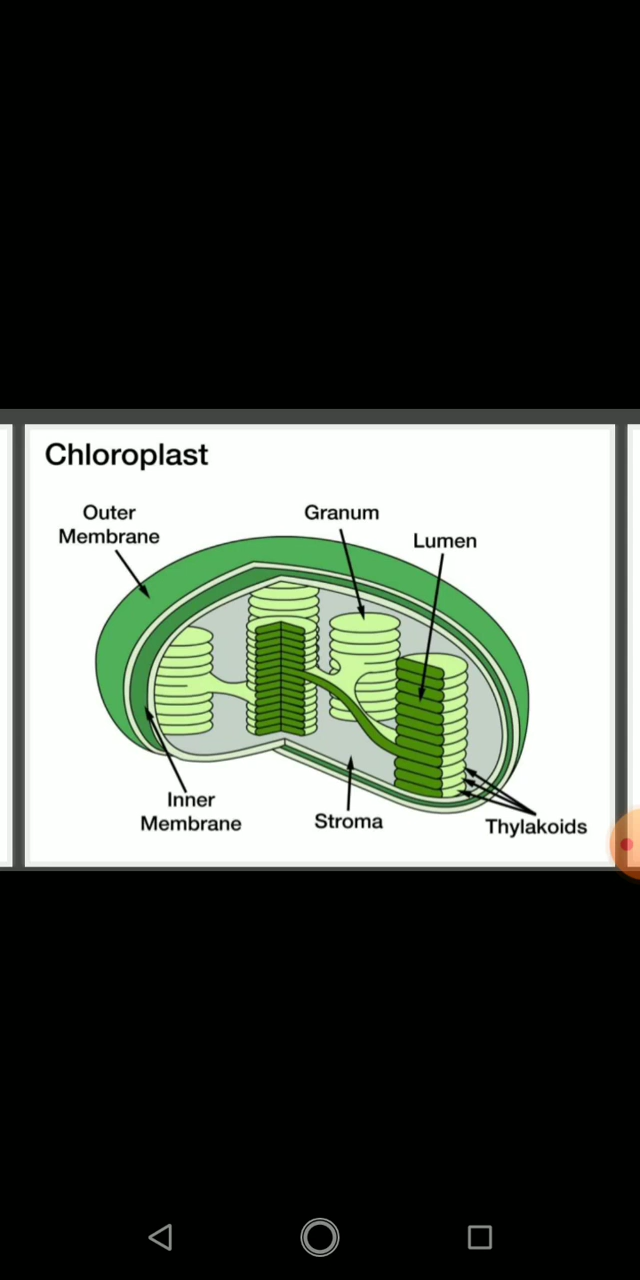 Chloroplast
Outer
Membrane
Granum
Lumen
Inner
Membrane
Stroma
Thylakoids